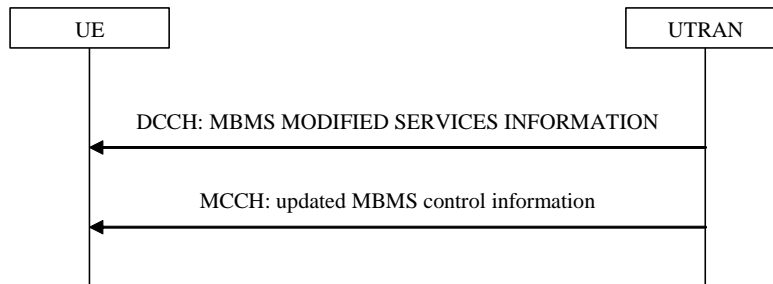 UE
UTRAN
DCCH: MBMS MODIFIED SERVICES INFORMATION
MCCH: updated MBMS control information